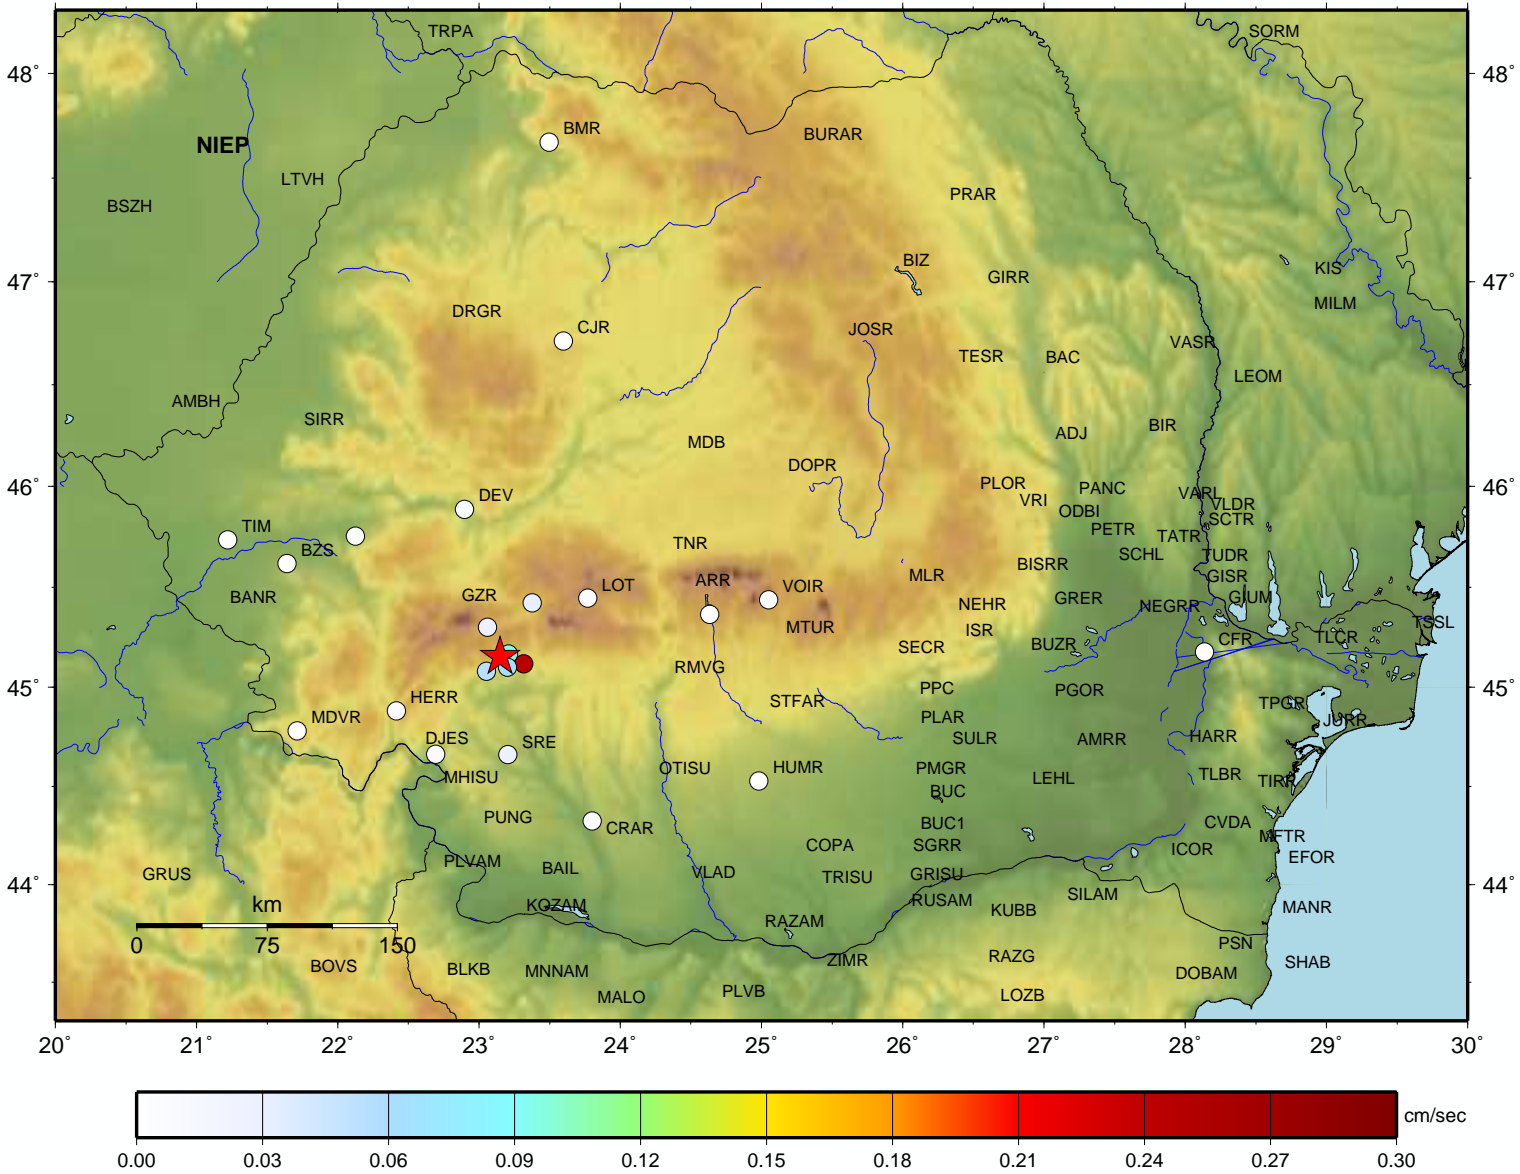 TRPA
SORM
48°
48°
BMR
BURAR
NIEP
LTVH
BSZH
PRAR
BIZ
KIS
47°
GIRR
47°
MILM
DRGR
CJR
JOSR
VASR
TESR
BAC
LEOM
AMBH
SIRR
BIR
ADJ
MDB
DOPR
46°
PLOR
PANC
VARL
46°
DEV
VRI
VLDR
ODBI
SCTR
TIM
PETR
TATR
BZS
TNR
SCHL
TUDR
BISRR
MLR
GISR
ARR
LOT
VOIR
BANR
GZR
GRER
NEGRR
GIUM
NEHR
MTUR
ISR
TSSL
SECR
BUZR
CFR
TLCR
RMVG
45°
HERR
STFAR
PPC
PGOR
45°
TPGR
MDVR
PLAR
JURR
DJES
SRE
SULR
AMRR
HARR
MHISU
OTISU
HUMR
PMGR
LEHL
TLBR
TIRR
BUC
PUNG
CRAR
BUC1
CVDA
MFTR
COPA
SGRR
ICOR
EFOR
PLVAM
BAIL
44°
GRUS
VLAD
TRISU
GRISU
44°
SILAM
KOZAM
RUSAM
KUBB
MANR
km
RAZAM
0 75 150
PSN
BOVS
BLKB
MNNAM
ZIMR
RAZG
SHAB
DOBAM
MALO
PLVB
LOZB
20° 21° 22° 23° 24° 25° 26° 27° 28° 29° 30°
cm/sec
0.00 0.03 0.06 0.09 0.12 0.15 0.18 0.21 0.24 0.27 0.30